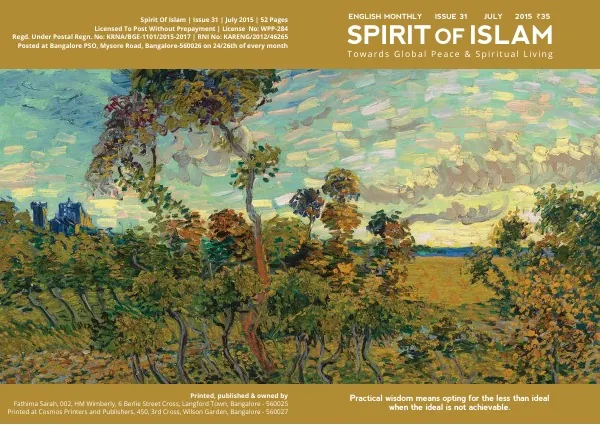 Spirit Of Islam | Issue 31 | July 2015 | 52 Pages
Licensed To Post Without Prepayment | License No: WPP-284
Regd. Under Postal Regn. No: KRNA/BGE-1101/2015-2017 | RNI No: KARENG/2012/46265
Posted at Bangalore PSO, Mysore Road, Bangalore-560026 on 24/26th of every month
ENGLISH MONTHLY ISSUE 31 JULY 2015 ₹35
SPIRIT OF ISLAM
Towards Global Peace & Spiritual Living
Printed, published & owned by
Fathima Sarah, 002, HM Wimberly, 6 Berlie Street Cross, Langford Town, Bangalore - 560025
Printed at Cosmos Printers and Publishers, 450, 3rd Cross, Wilson Garden, Bangalore - 560027
Practical wisdom means opting for the less than ideal
when the ideal is not achievable.